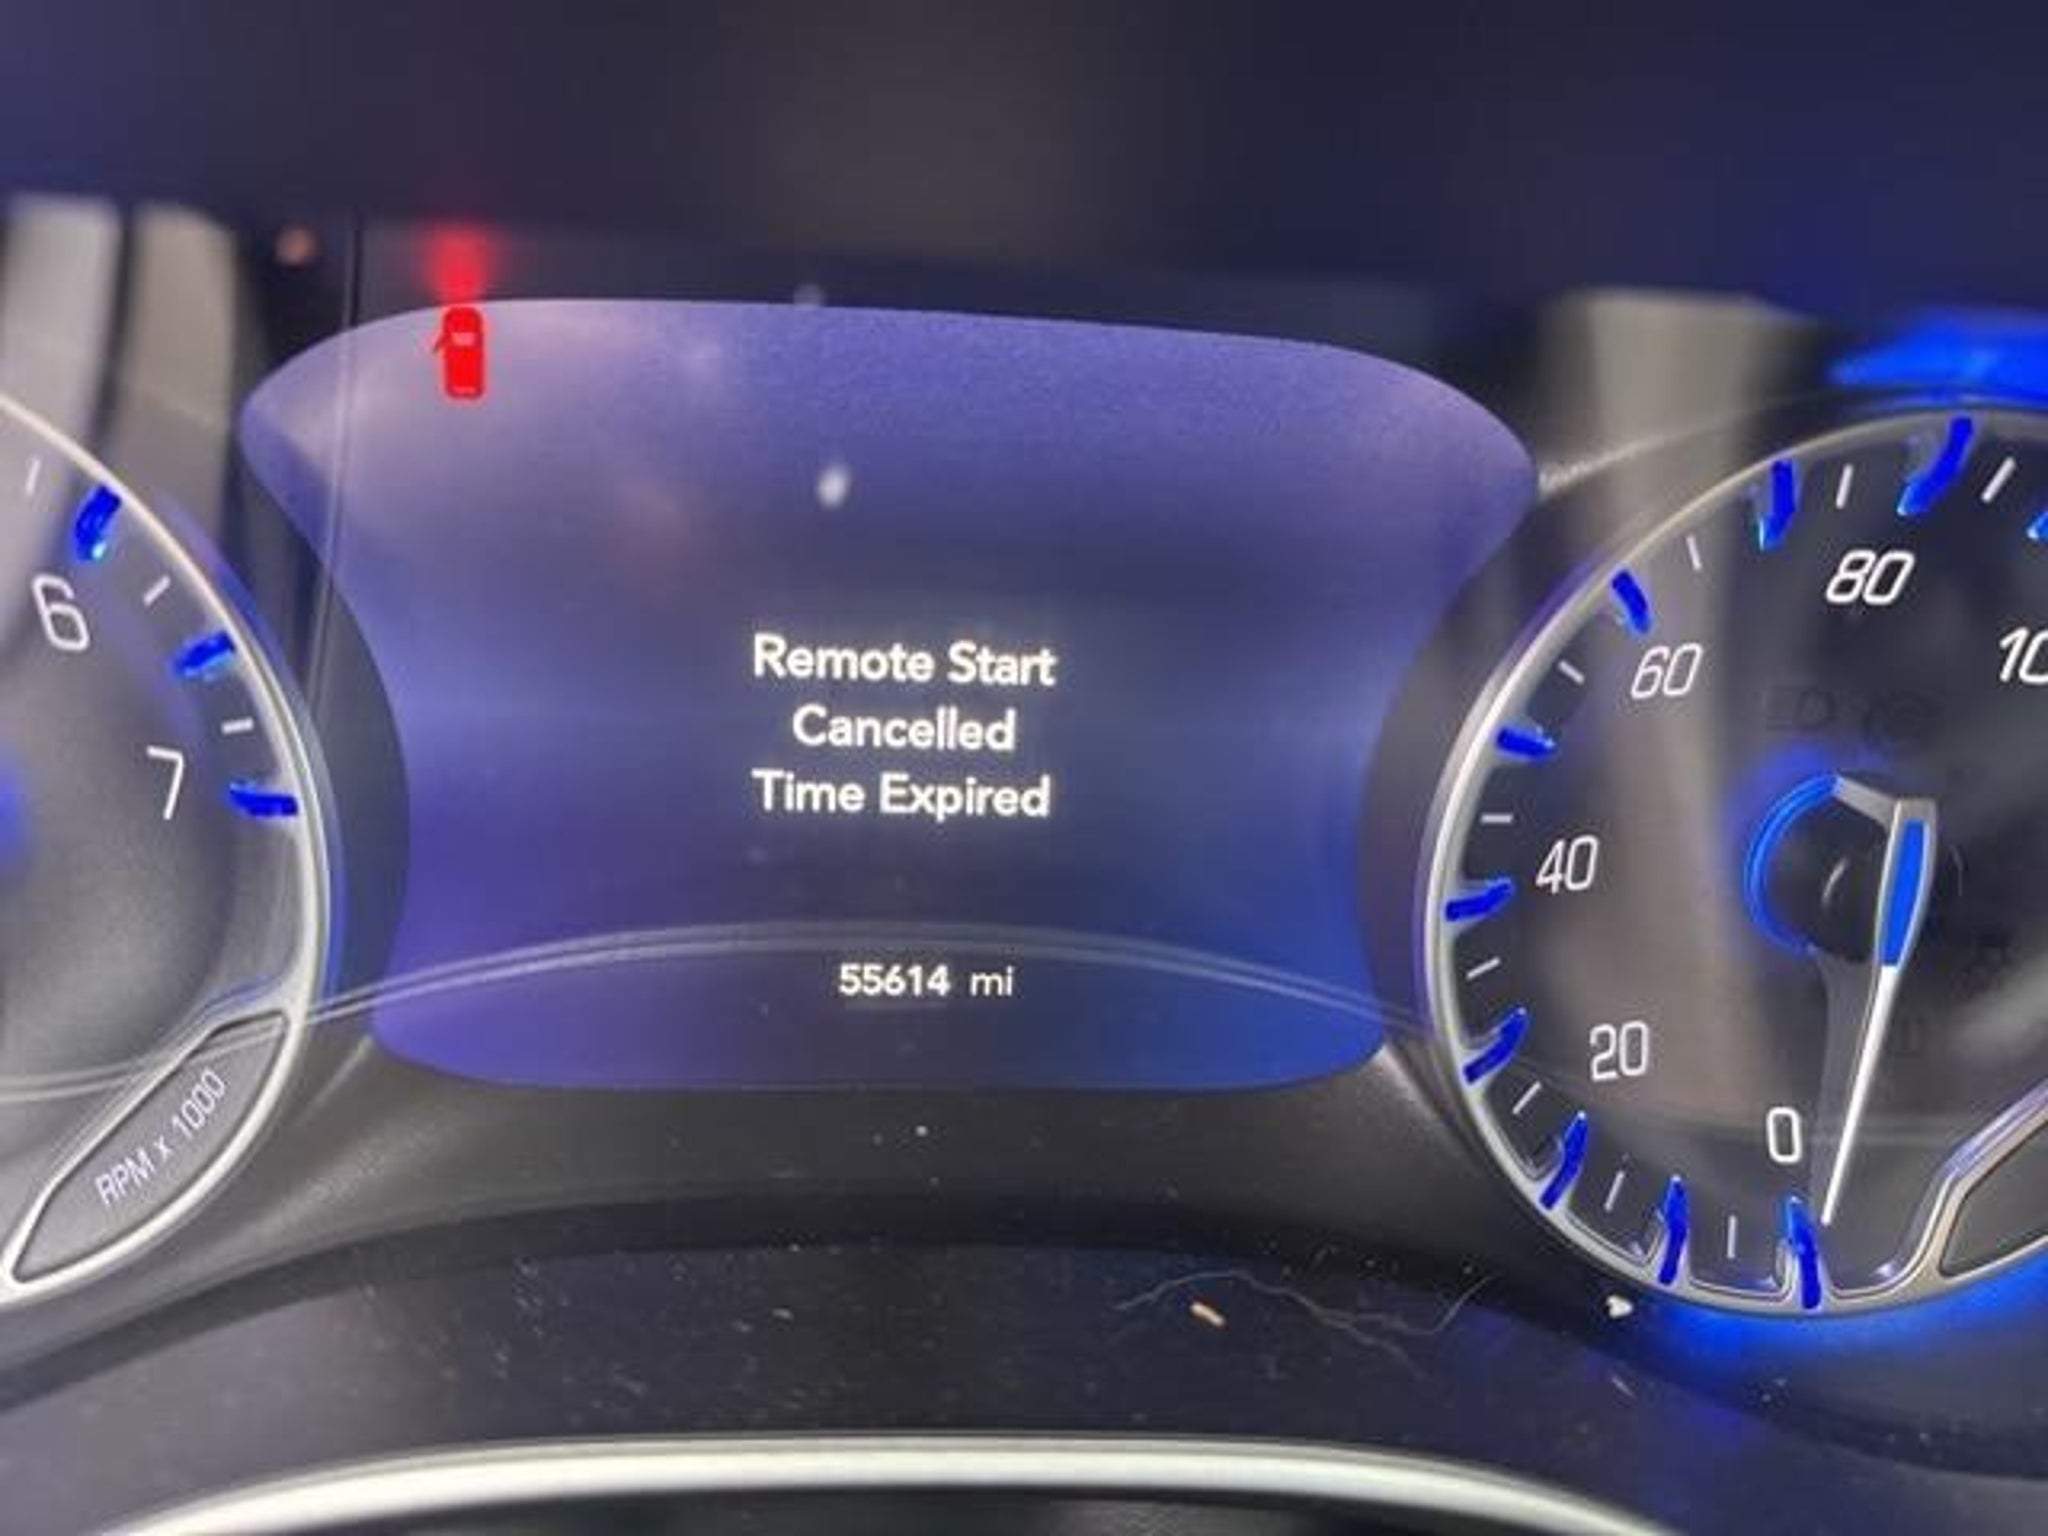 6
7
RPM x 1000
Remote Start
Cancelled
Time Expired
55614 mi
0
20
40
60
80